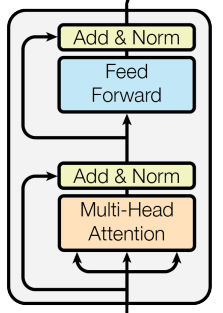 Add & Norm
Feed
Forward
Add & Norm
Multi-Head
Attention